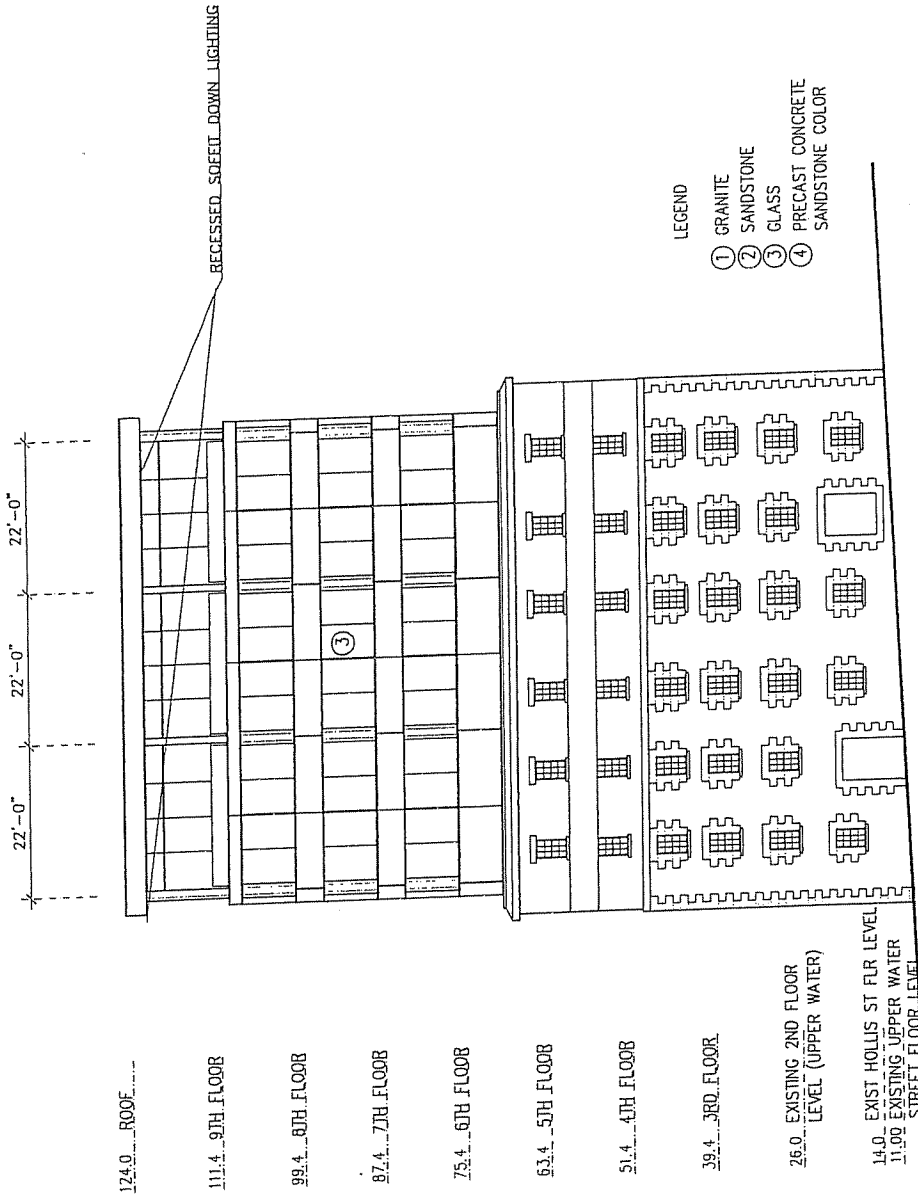 22'-0" 22'-0" 22'-0"
RECESSED SOFFIT DOWN LIGHTING
124.0 ROOF
111.4 9TH FLOOR
99.4 8TH FLOOR
87.4 7TH FLOOR
75.4 6TH FLOOR
63.4 5TH FLOOR
51.4 4TH FLOOR
39.4 3RD FLOOR
26.0 EXISTING 2ND FLOOR
LEVEL (UPPER WATER)
14.0 EXIST HOLLIS ST FLR LEVEL
11.00 EXISTING UPPER WATER
STREET FLOOR LEVEL
3
LEGEND
1 GRANITE
2 SANDSTONE
3 GLASS
4 PRECAST CONCRETE
SANDSTONE COLOR